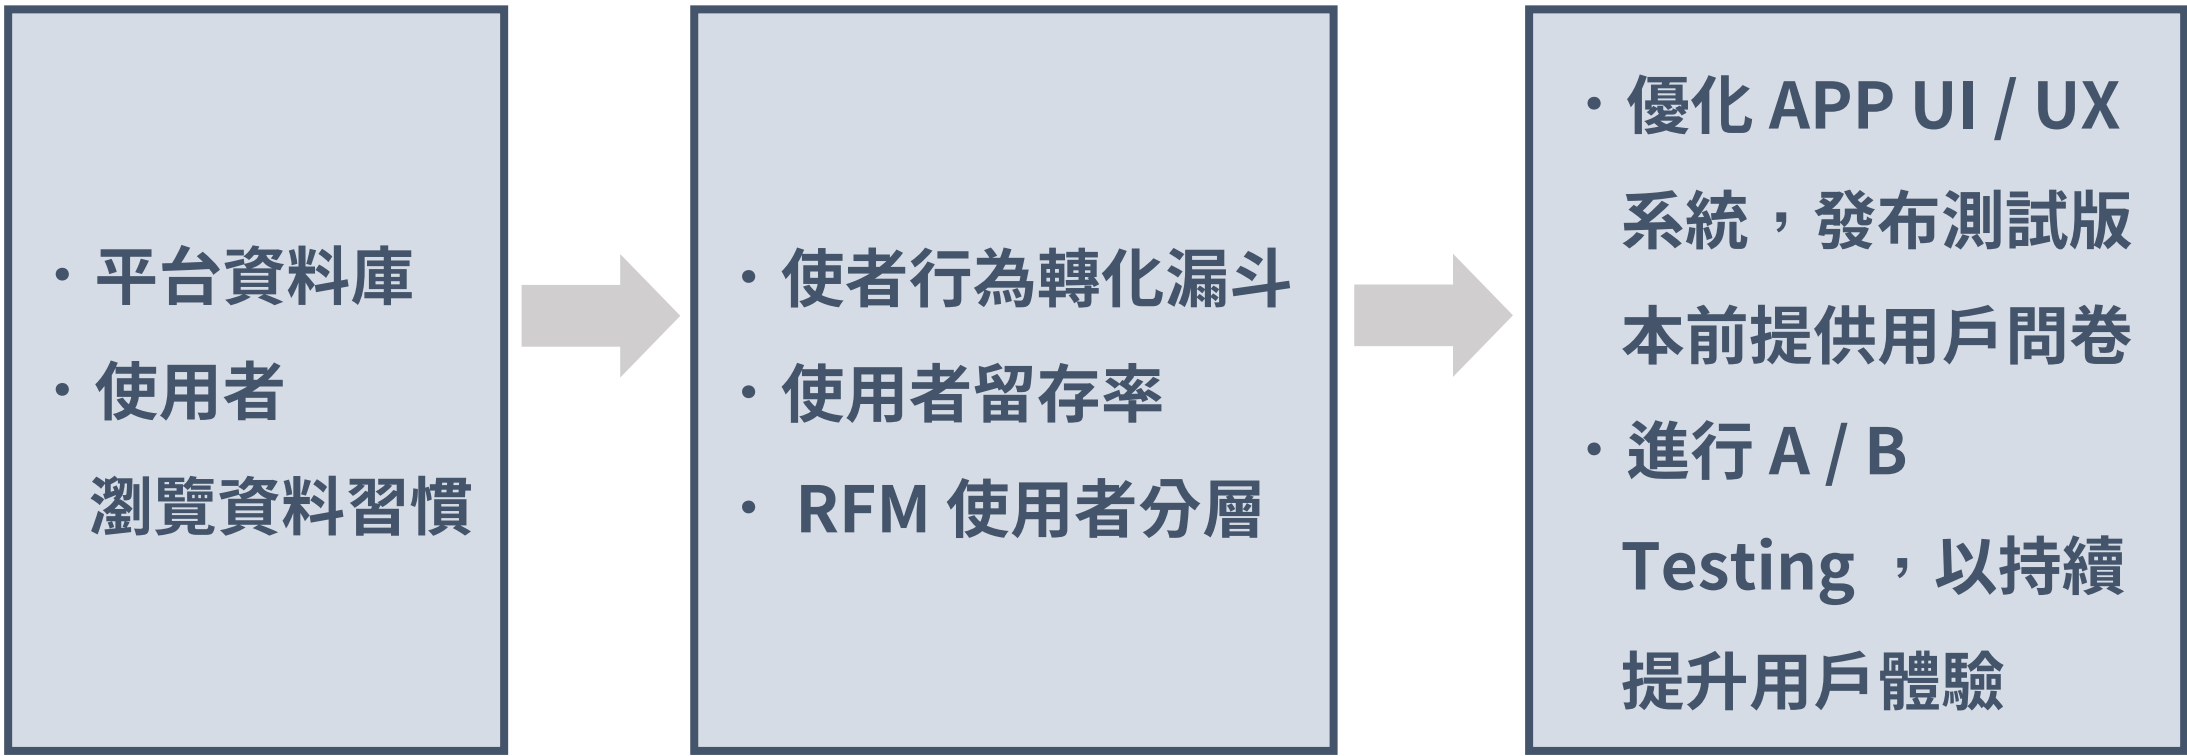 ・平台資料庫
・使用者
瀏覽資料習慣
・使者行為轉化漏斗
・使用者留存率
・ RFM 使用者分層
・優化 APP UI / UX
系統，發布測試版
本前提供用戶問卷
・進行 A / B
Testing ，以持續
提升用戶體驗